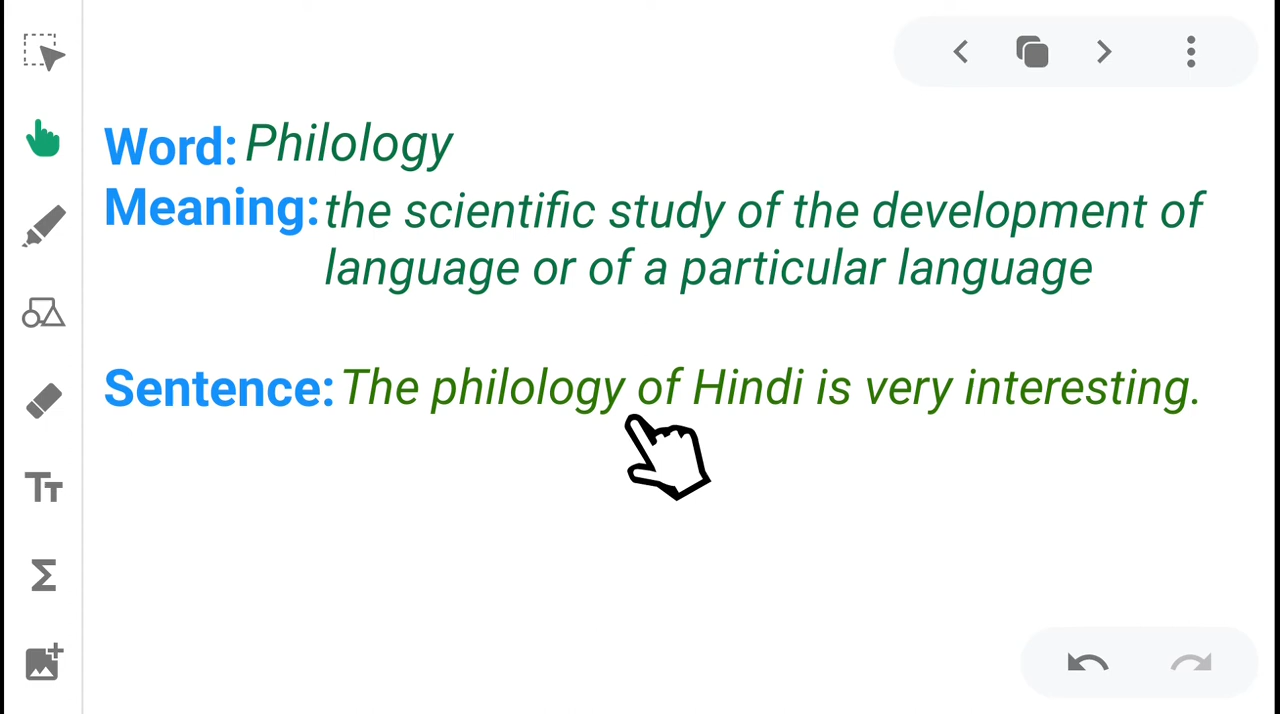 Word: Philology
Meaning: the scientific study of the development of
language or of a particular language
Sentence: The philology of Hindi is very interesting.